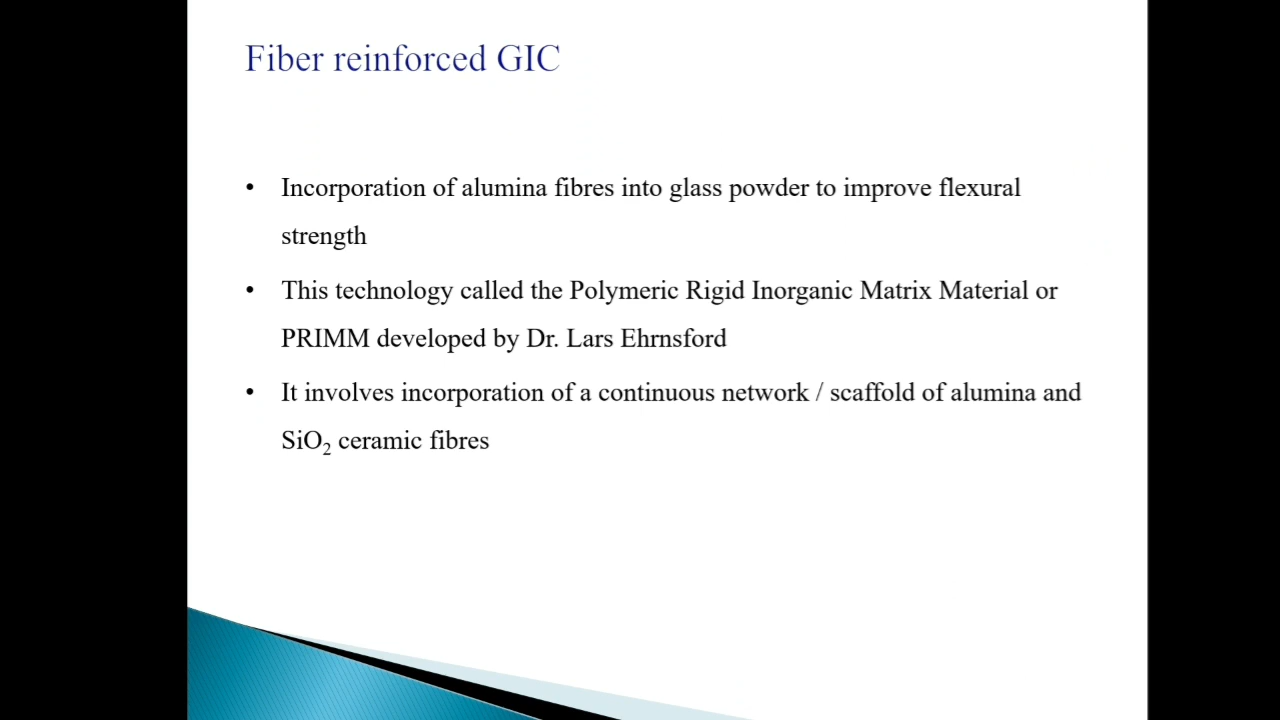 Fiber reinforced GIC
• Incorporation of alumina fibres into glass powder to improve flexural
strength
• This technology called the Polymeric Rigid Inorganic Matrix Material or
PRIMM developed by Dr. Lars Ehrnsford
• It involves incorporation of a continuous network / scaffold of alumina and
SiO₂ ceramic fibres